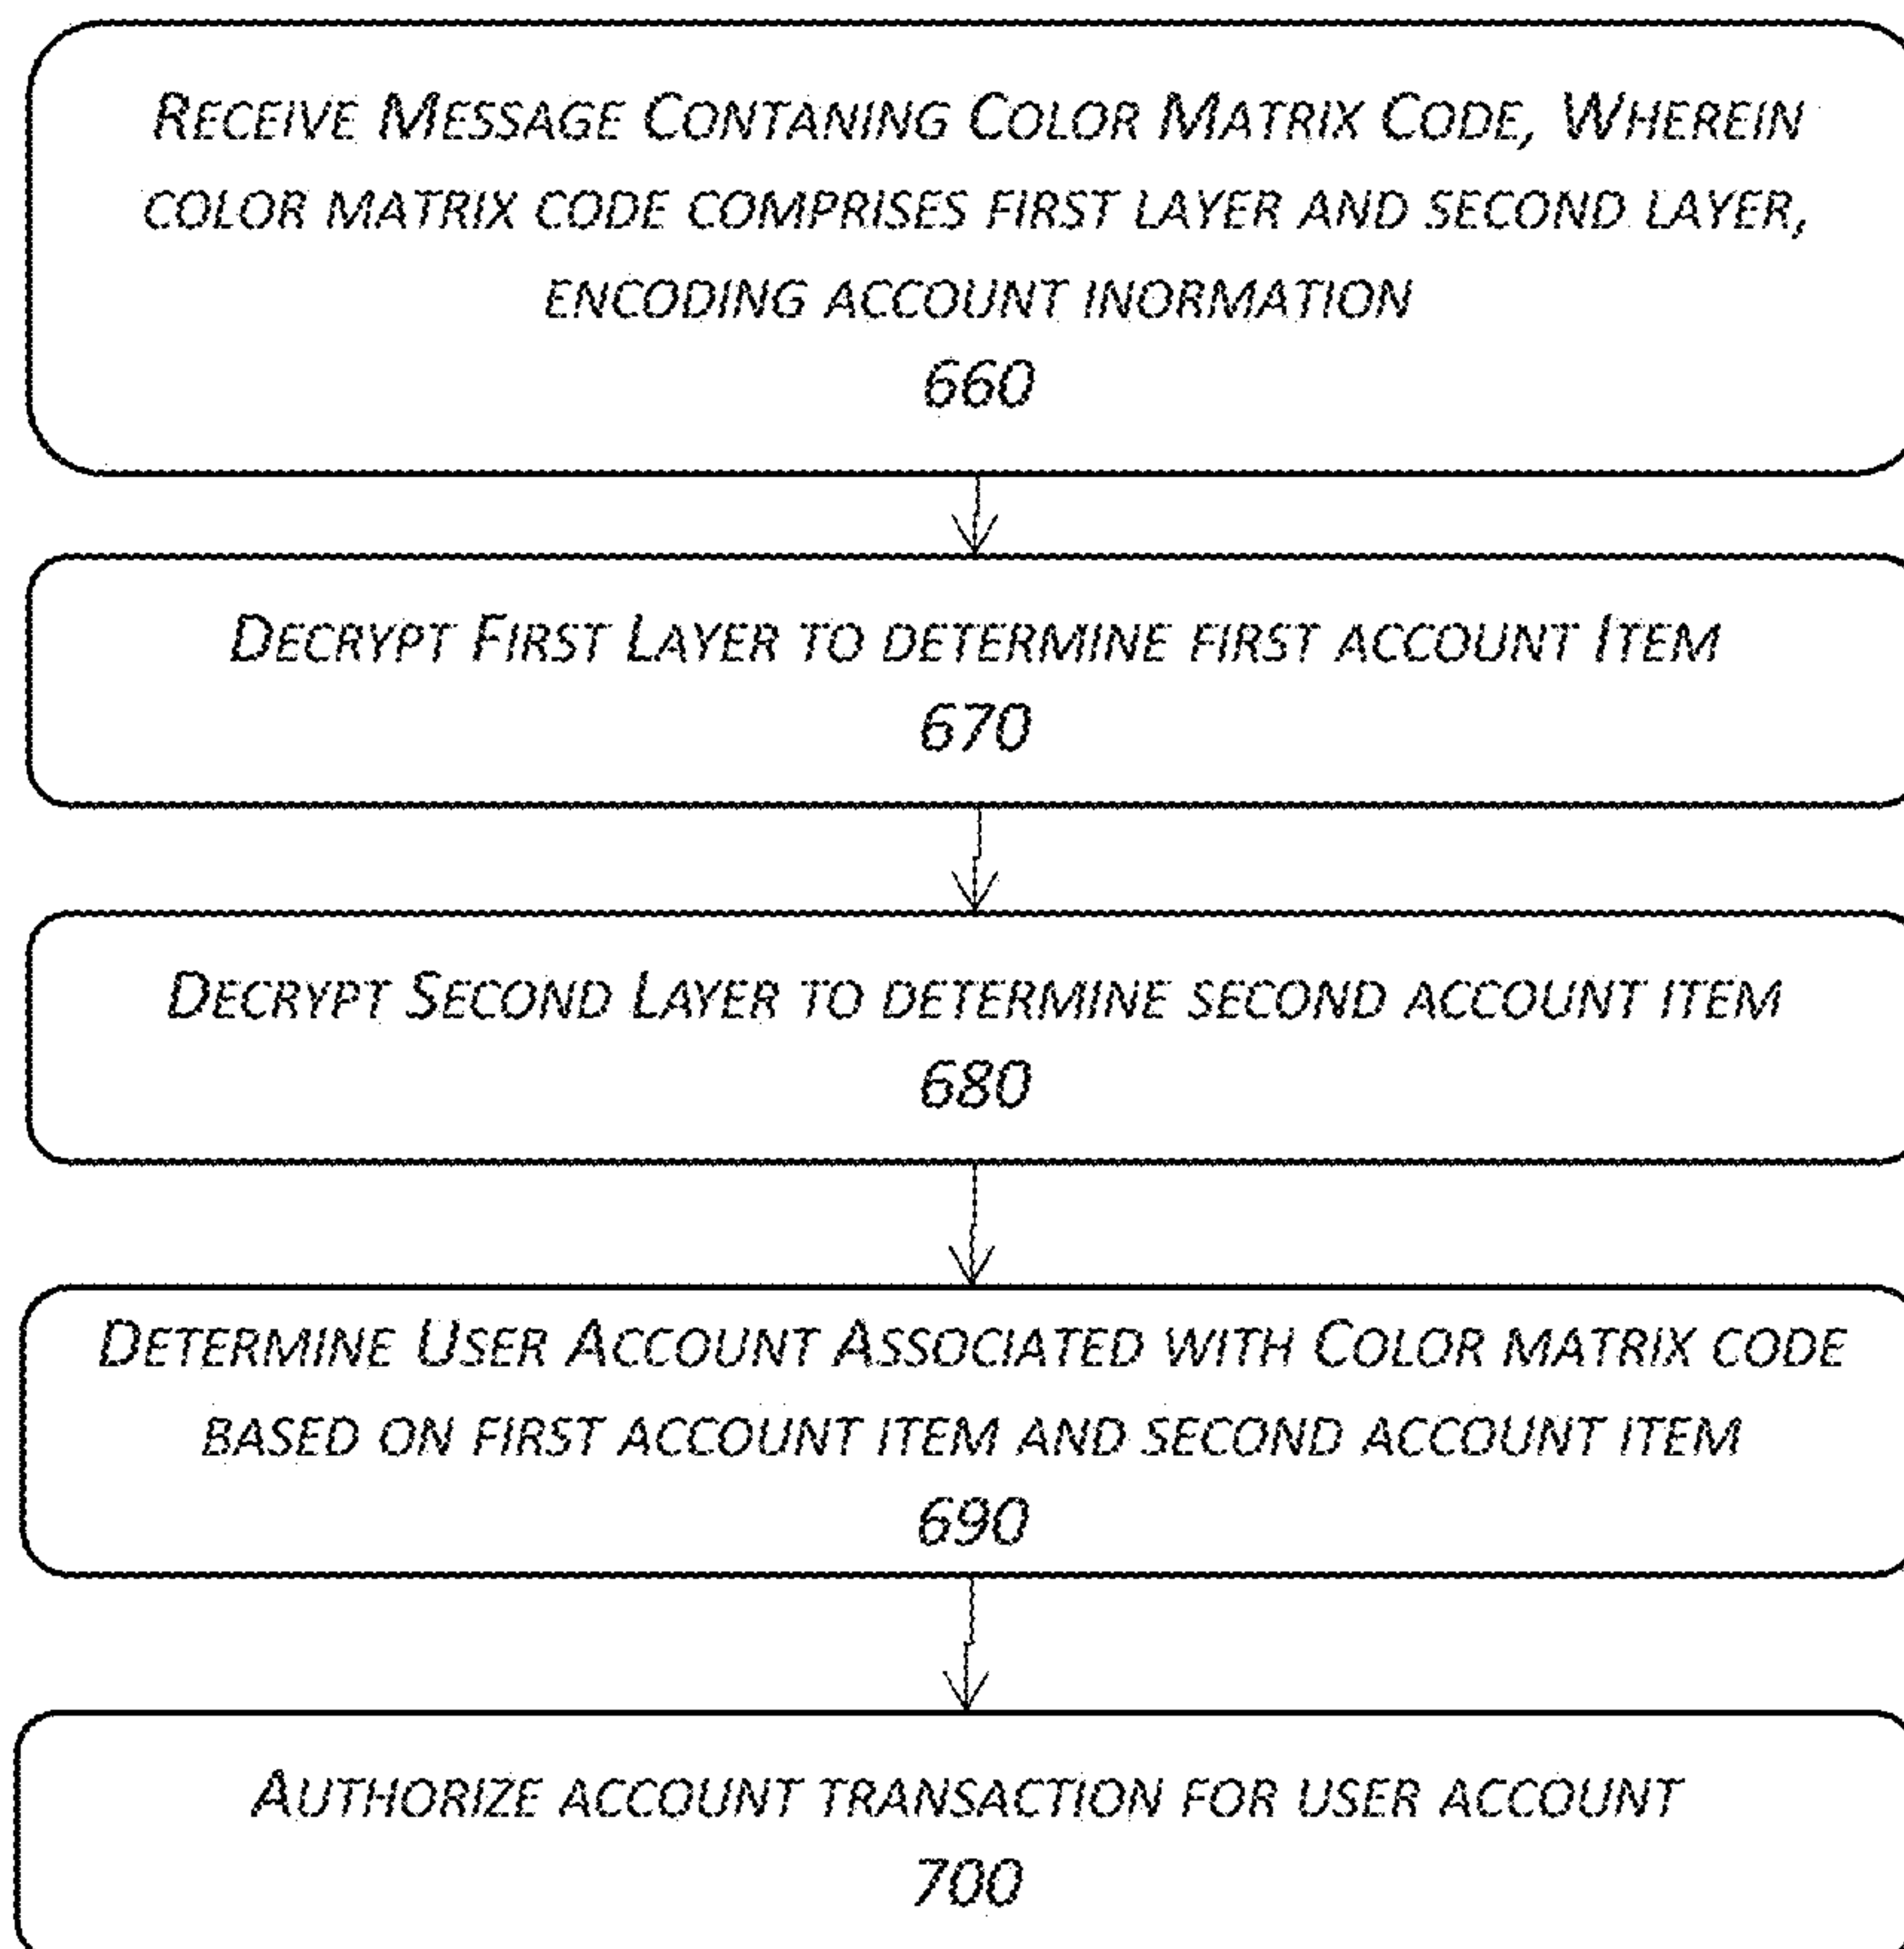 RECEIVE MESSAGE CONTANING COLOR MATRIX CODE, WHEREIN
COLOR MATRIX CODE COMPRISES FIRST LAYER AND SECOND LAYER,
ENCODING ACCOUNT INORMATION
660
DECRYPT FIRST LAYER TO DETERMINE FIRST ACCOUNT ITEM
670
DECRYPT SECOND LAYER TO DETERMINE SECOND ACCOUNT ITEM
680
DETERMINE USER ACCOUNT ASSOCIATED WITH COLOR MATRIX CODE
BASED ON FIRST ACCOUNT ITEM AND SECOND ACCOUNT ITEM
690
AUTHORIZE ACCOUNT TRANSACTION FOR USER ACCOUNT
700